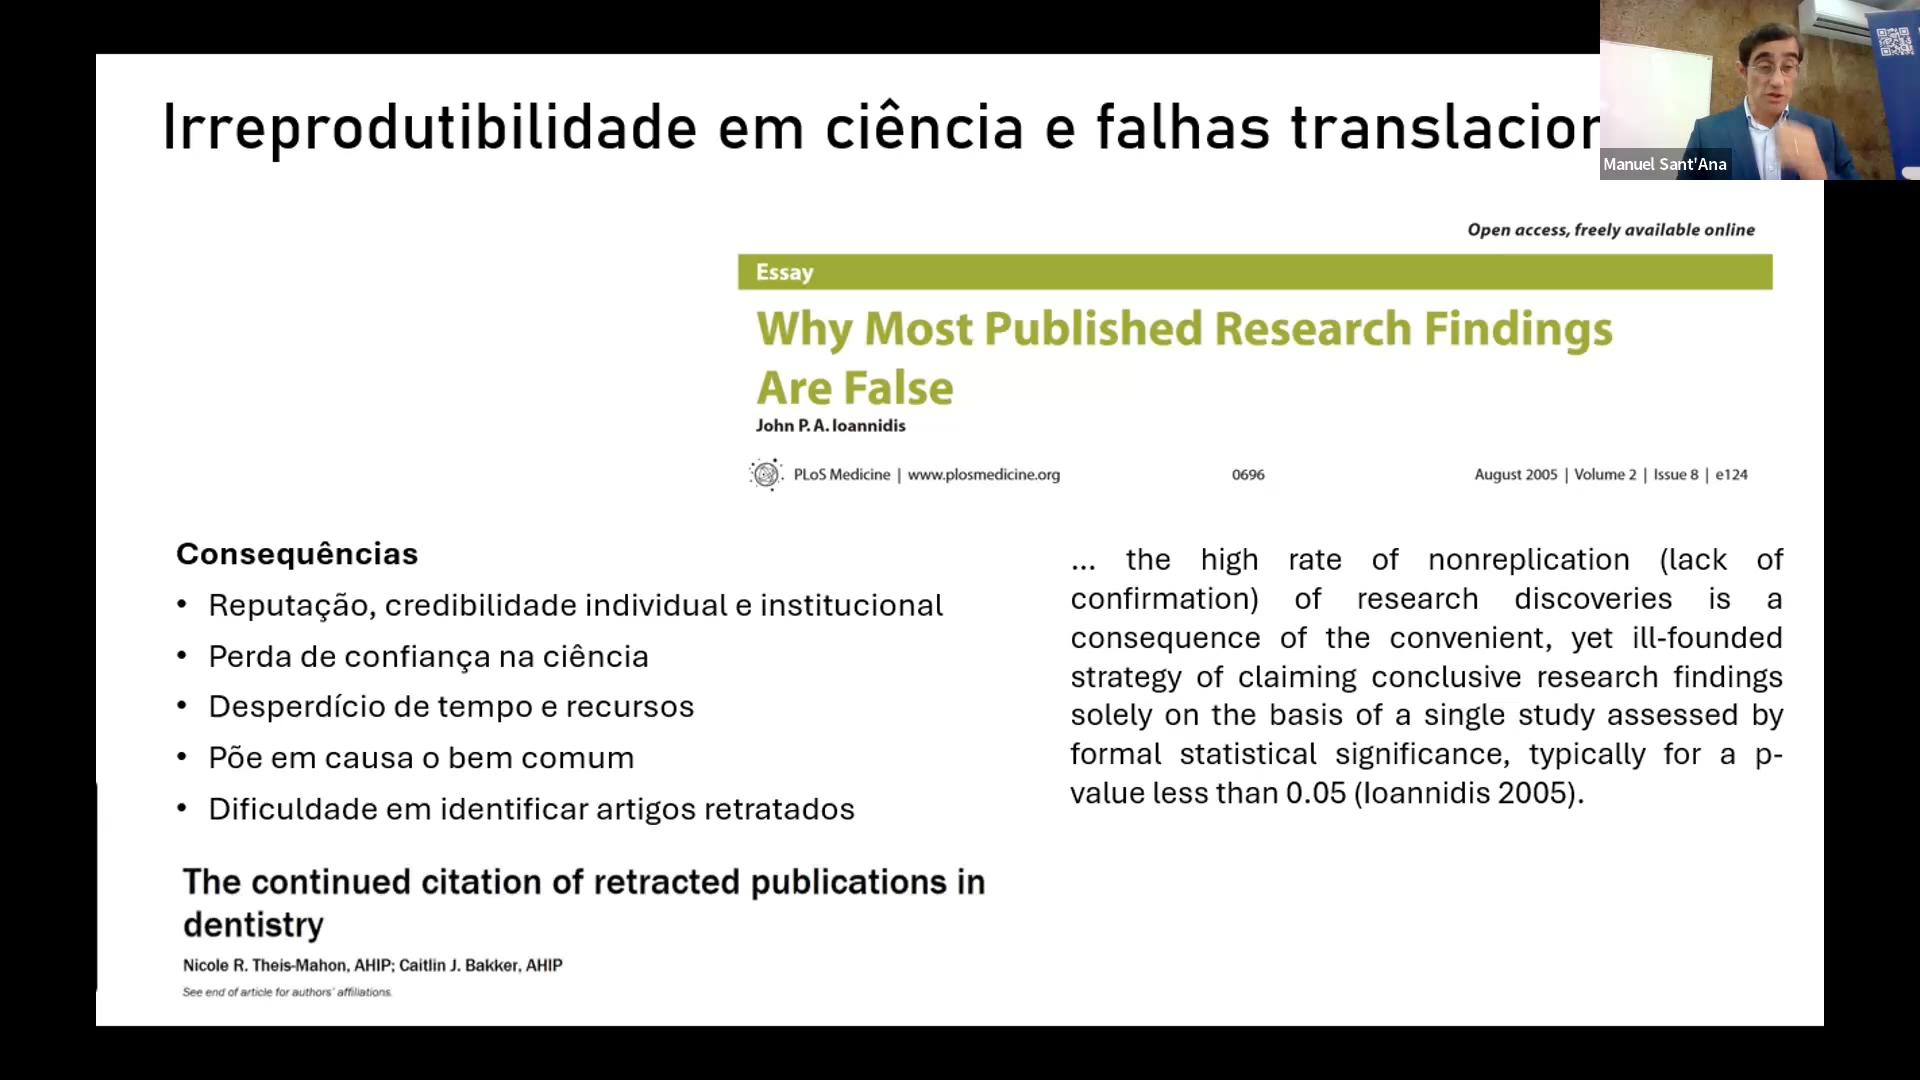 Irreprodutibilidade em ciência e falhas translacion
Manuel Sant'Ana
Open access, freely available online
Essay
Why Most Published Research Findings
Are False
John P. A. Ioannidis
PLoS Medicine | www.plosmedicine.org
0696
August 2005 | Volume 2 | Issue 8 | e124
Consequências
• Reputação, credibilidade individual e institucional
• Perda de confiança na ciência
• Desperdício de tempo e recursos
• Põe em causa o bem comum
• Dificuldade em identificar artigos retratados
The continued citation of retracted publications in
dentistry
Nicole R. Theis-Mahon, AHIP; Caitlin J. Bakker, AHIP
See end of article for authors' affiliations.
... the high rate of nonreplication (lack of
confirmation) of research discoveries is a
consequence of the convenient, yet ill-founded
strategy of claiming conclusive research findings
solely on the basis of a single study assessed by
formal statistical significance, typically for a p-
value less than 0.05 (Ioannidis 2005).